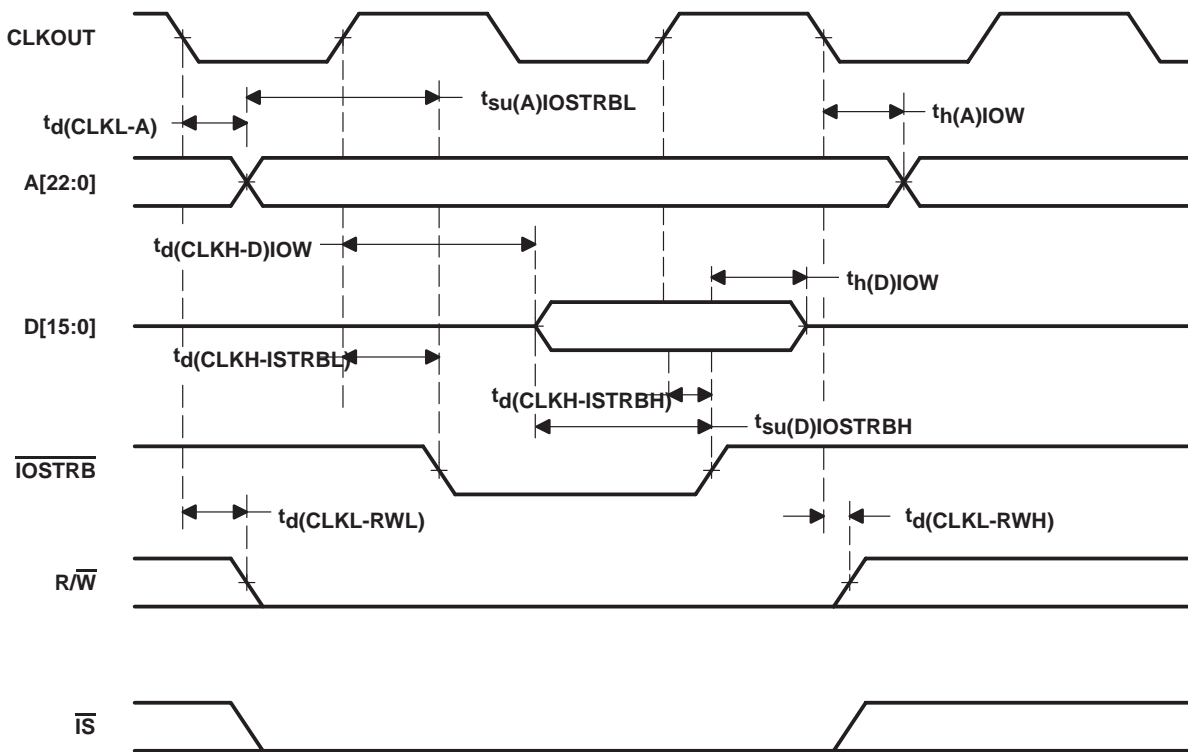 CLKOUT
tsu(A)IOSTRBL
td(CLKL-A)
th(A)IOW
A[22:0]
td(CLKH-D)IOW
th(D)IOW
D[15:0]
td(CLKH-ISTRBL)
td(CLKH-ISTRBH)
tsu(D)IOSTRBH
IOSTRB
td(CLKL-RWL)
td(CLKL-RWH)
R/W
IS